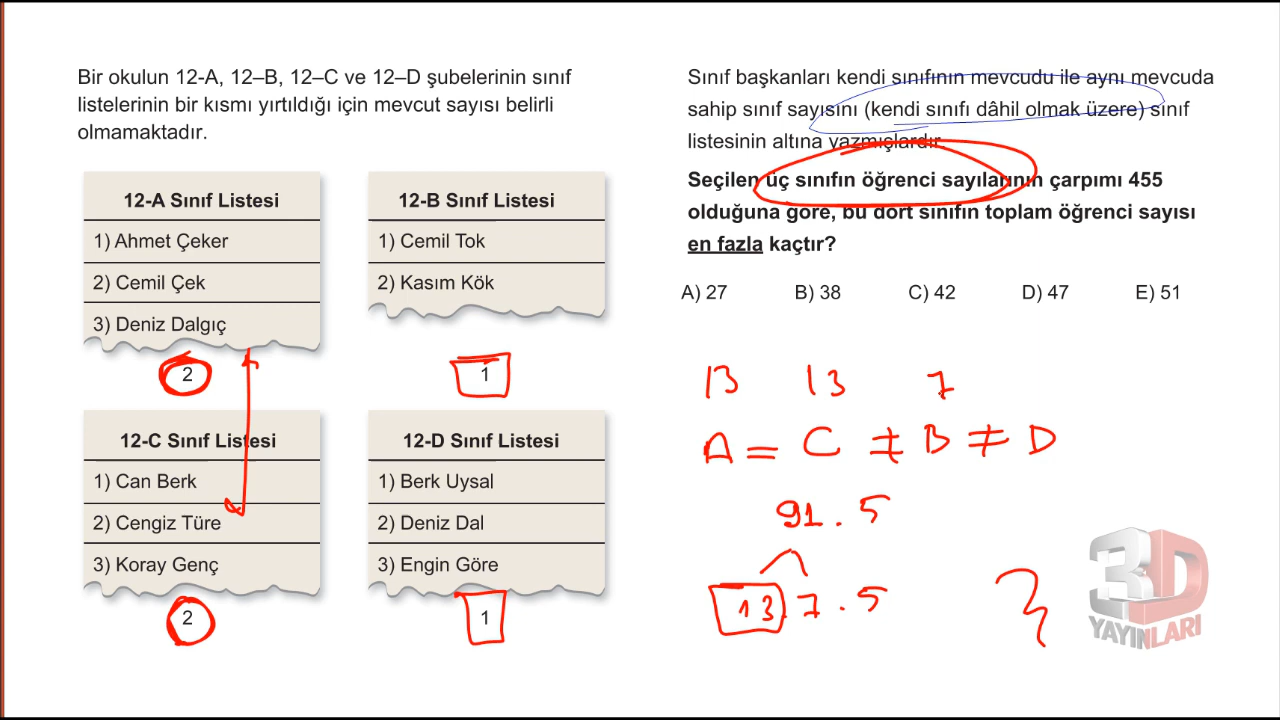 Bir okulun 12-A, 12–B, 12–C ve 12–D şubelerinin sınıf
listelerinin bir kısmı yırtıldığı için mevcut sayısı belirli
olmamaktadır.
12-A Sınıf Listesi
1) Ahmet Çeker
2) Cemil Çek
3) Deniz Dalgıç
2
12-B Sınıf Listesi
1) Cemil Tok
2) Kasım Kök
1
12-C Sınıf Listesi
1) Can Berk
2) Cengiz Türe
3) Koray Genç
2
12-D Sınıf Listesi
1) Berk Uysal
2) Deniz Dal
3) Engin Göre
1
Sınıf başkanları kendi sınıfının mevcudu ile aynı mevcuda
sahip sınıf sayısını (kendi sınıfı dâhil olmak üzere) sınıf
listesinin altına yazmışlardır.
Seçilen üç sınıfın öğrenci sayılarının çarpımı 455
olduğuna göre, bu dört sınıfın toplam öğrenci sayısı
en fazla kaçtır?
A) 27 B) 38 C) 42 D) 47 E) 51
13 13 7
A = C ≠ B ≠ D
91 . 5
13 . 7 . 5
3D
YAYINLARI